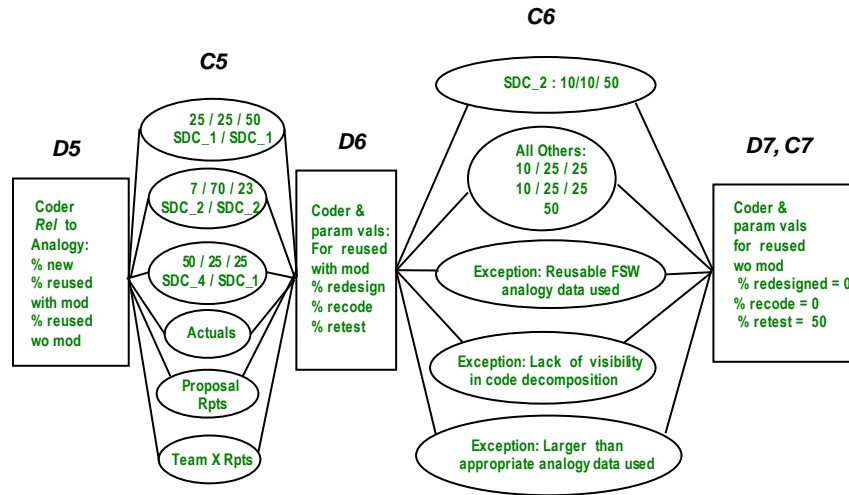 C6
C5
SDC_2 : 10/10/ 50
25 / 25 / 50
SDC_1 / SDC_1
D5
D6
All Others:
10 / 25 / 25
10 / 25 / 25
50
D7, C7
Coder
Rel to
Analogy:
% new
% reused
with mod
% reused
wo mod
7 / 70 / 23
SDC_2 / SDC_2
50 / 25 / 25
SDC_4 / SDC_1
Actuals
Proposal
Rpts
Team X Rpts
Coder &
param vals:
For reused
with mod
% redesign
% recode
% retest
Exception: Reusable FSW
analogy data used
Exception: Lack of visibility
in code decomposition
Exception: Larger than
appropriate analogy data used
Coder &
param vals
for reused
wo mod
% redesigned = 0
% recode = 0
% retest = 50